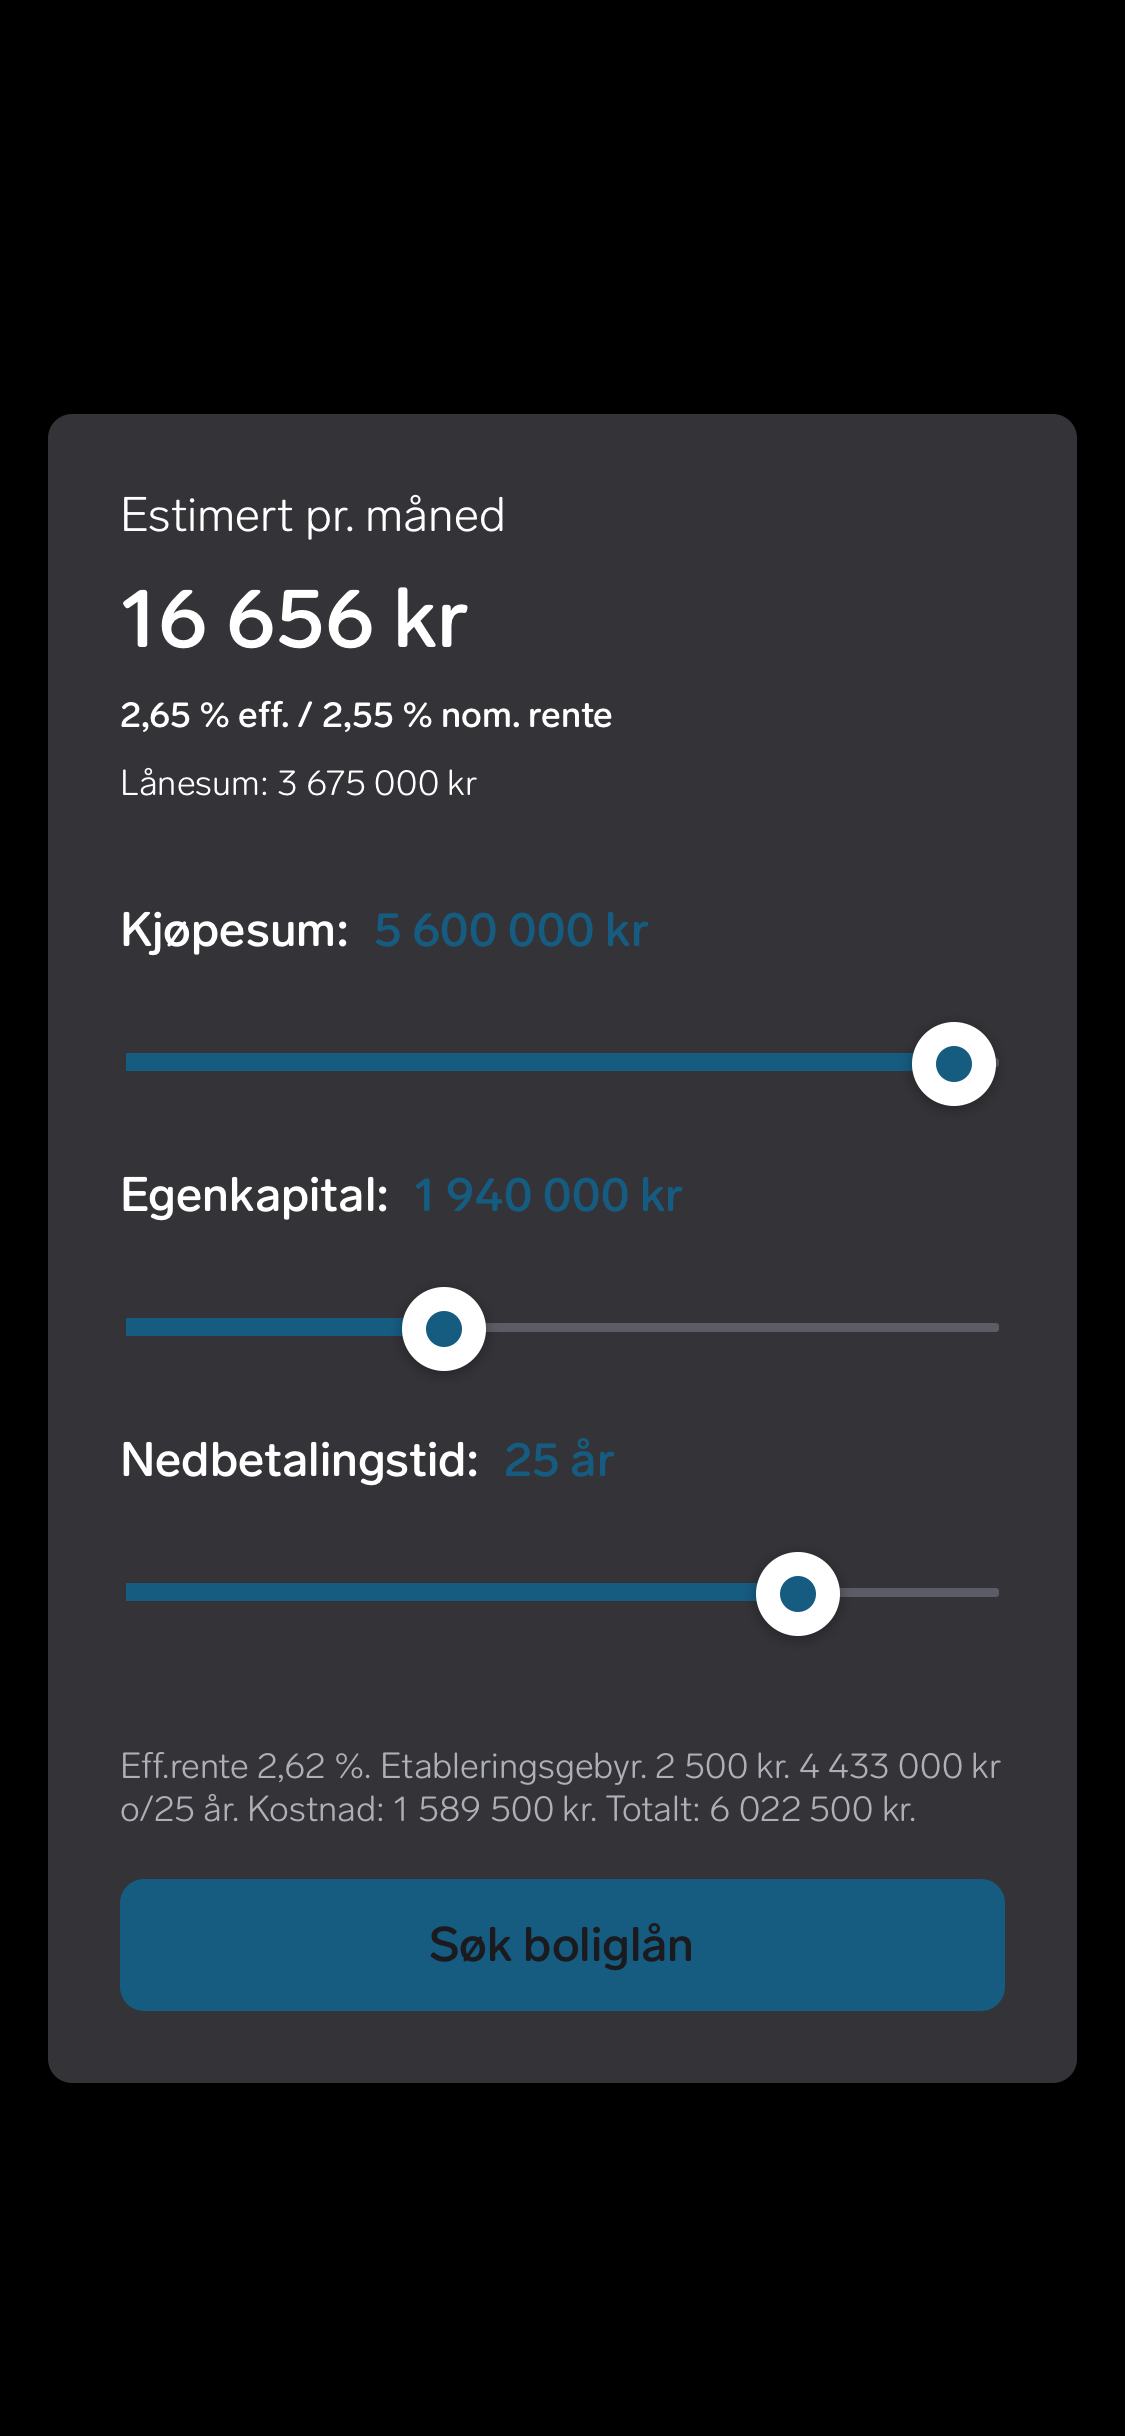 Estimert pr. måned
16 656 kr
2,65 % eff. / 2,55 % nom. rente
Lånesum: 3 675 000 kr
Kjøpesum: 5 600 000 kr
Egenkapital: 1 940 000 kr
Nedbetalingstid: 25 år
Eff.rente 2,62 %. Etableringsgebyr. 2 500 kr. 4 433 000 kr
o/25 år. Kostnad: 1 589 500 kr. Totalt: 6 022 500 kr.
Søk boliglån